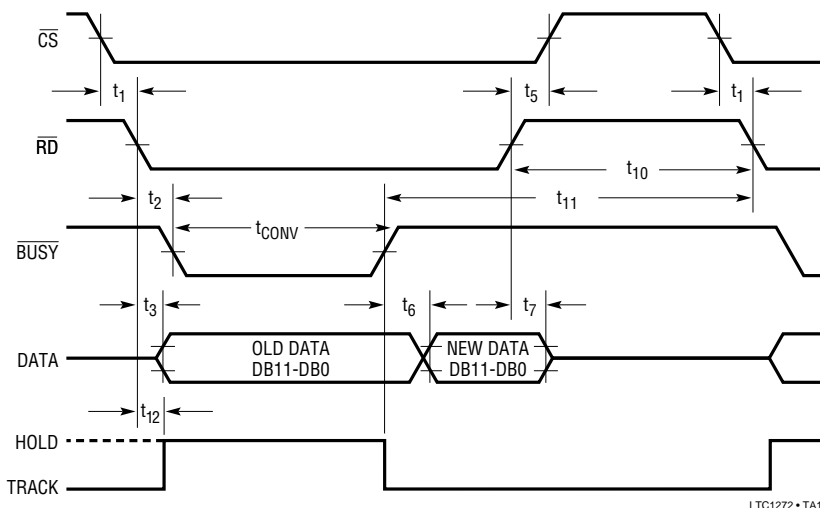 CS
t1
t5
t1
RD
t10
t2
t11
tCONV
BUSY
t3
t6
t7
OLD DATA
NEW DATA
DATA
DB11-DB0
DB11-DB0
t12
HOLD
TRACK
LTC1272 • TA1